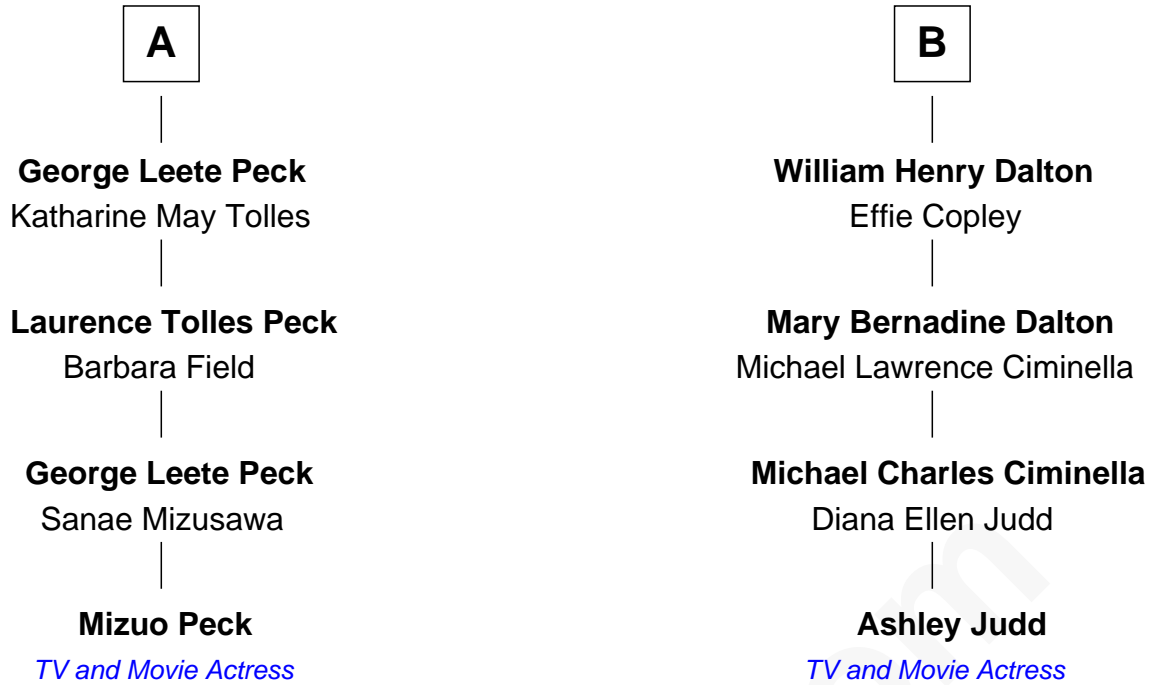 A
George Leete Peck
Katharine May Tolles
Laurence Tolles Peck
Barbara Field
George Leete Peck
Sanae Mizusawa
Mizuo Peck
TV and Movie Actress
B
William Henry Dalton
Effie Copley
Mary Bernadine Dalton
Michael Lawrence Ciminella
Michael Charles Ciminella
Diana Ellen Judd
Ashley Judd
TV and Movie Actress